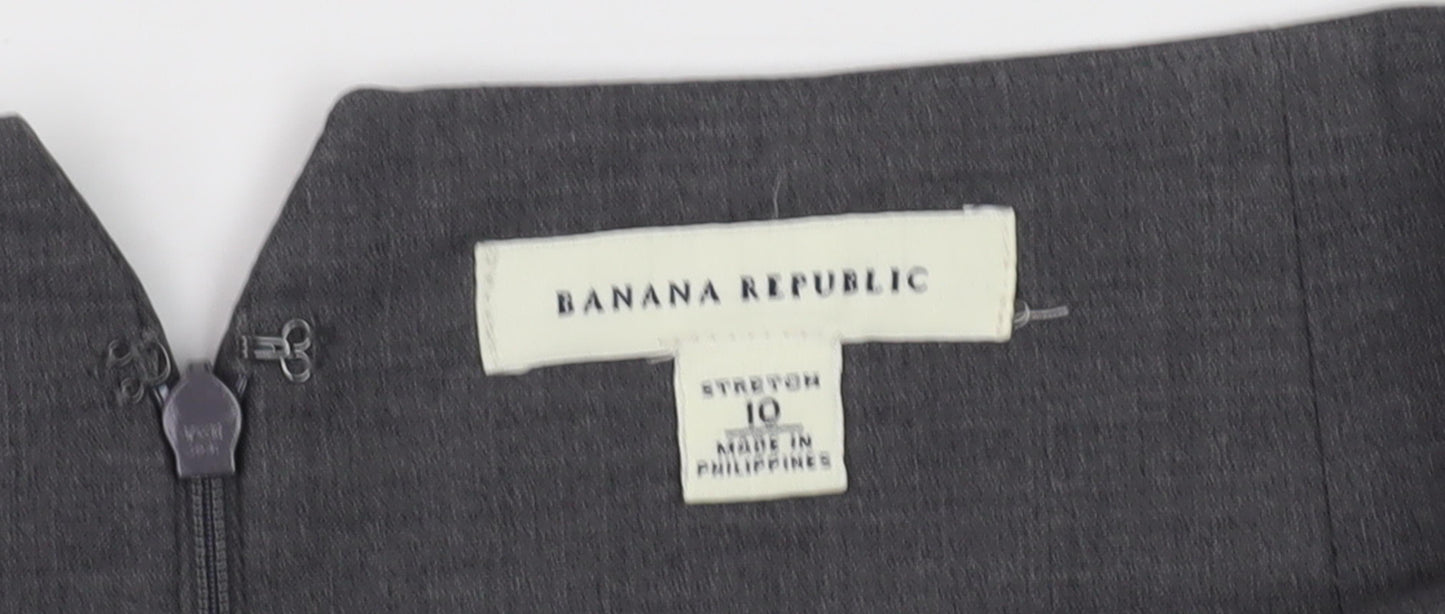 BANANA REPUBLIC
STRETCH
10
MADE IN
PHILIPPINES